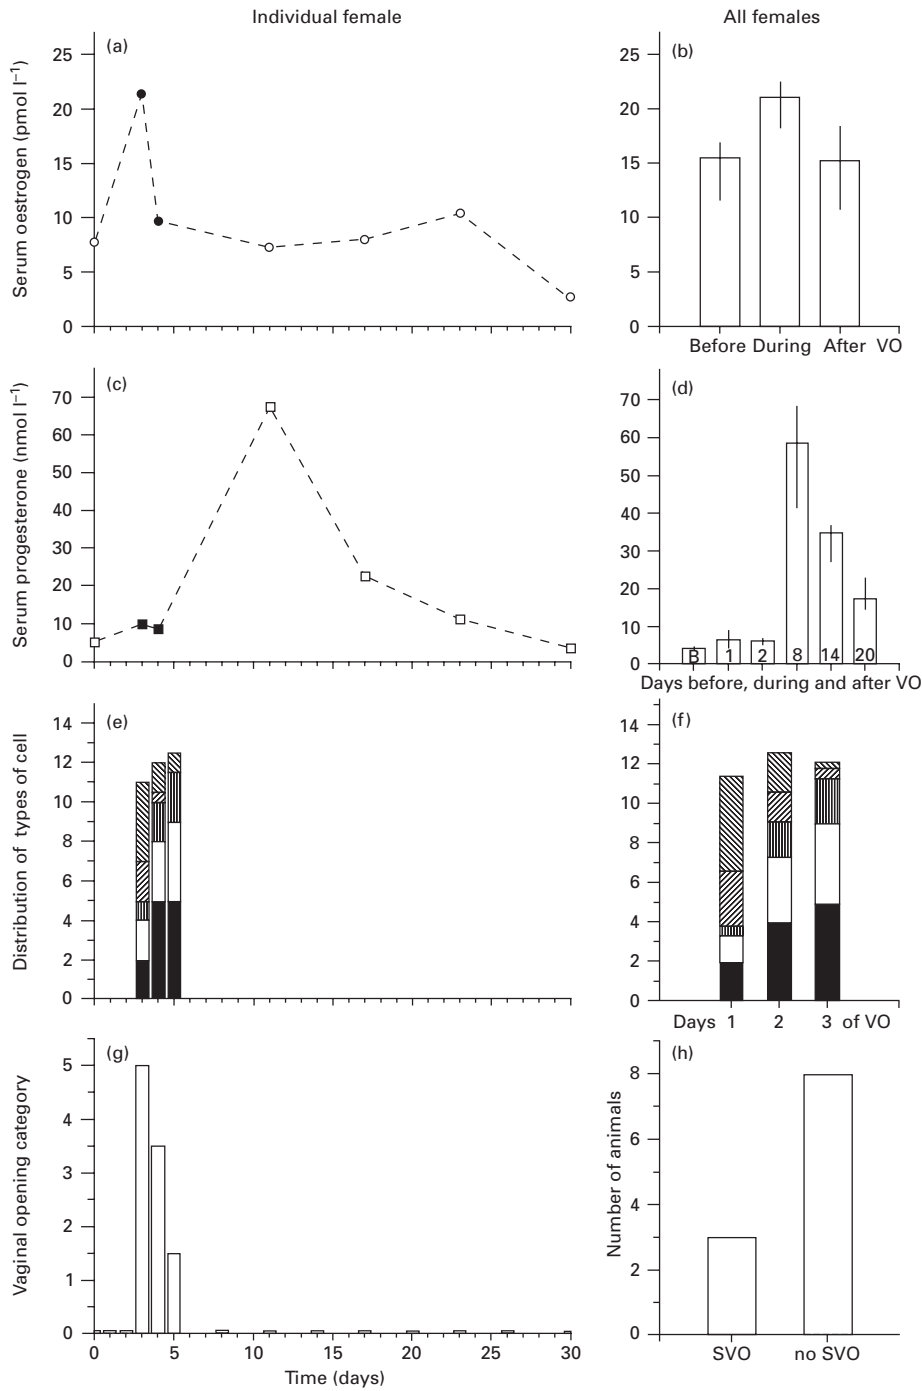 Individual female
All females
(a)
Serum oestrogen (pmol l⁻¹)
25
20
15
10
5
0
(b)
25
20
15
10
5
0
Before During After VO
(c)
Serum progesterone (nmol l⁻¹)
70
60
50
40
30
20
10
0
(d)
70
60
50
40
30
20
10
0
B 1 2 8 14 20
Days before, during and after VO
(e)
Distribution of types of cell
14
12
10
8
6
4
2
0
(f)
14
12
10
8
6
4
2
0
Days 1 2 3 of VO
(g)
Vaginal opening category
5
4
3
2
1
0
0 5 10 15 20 25 30
Time (days)
(h)
Number of animals
8
6
4
2
0
SVO no SVO